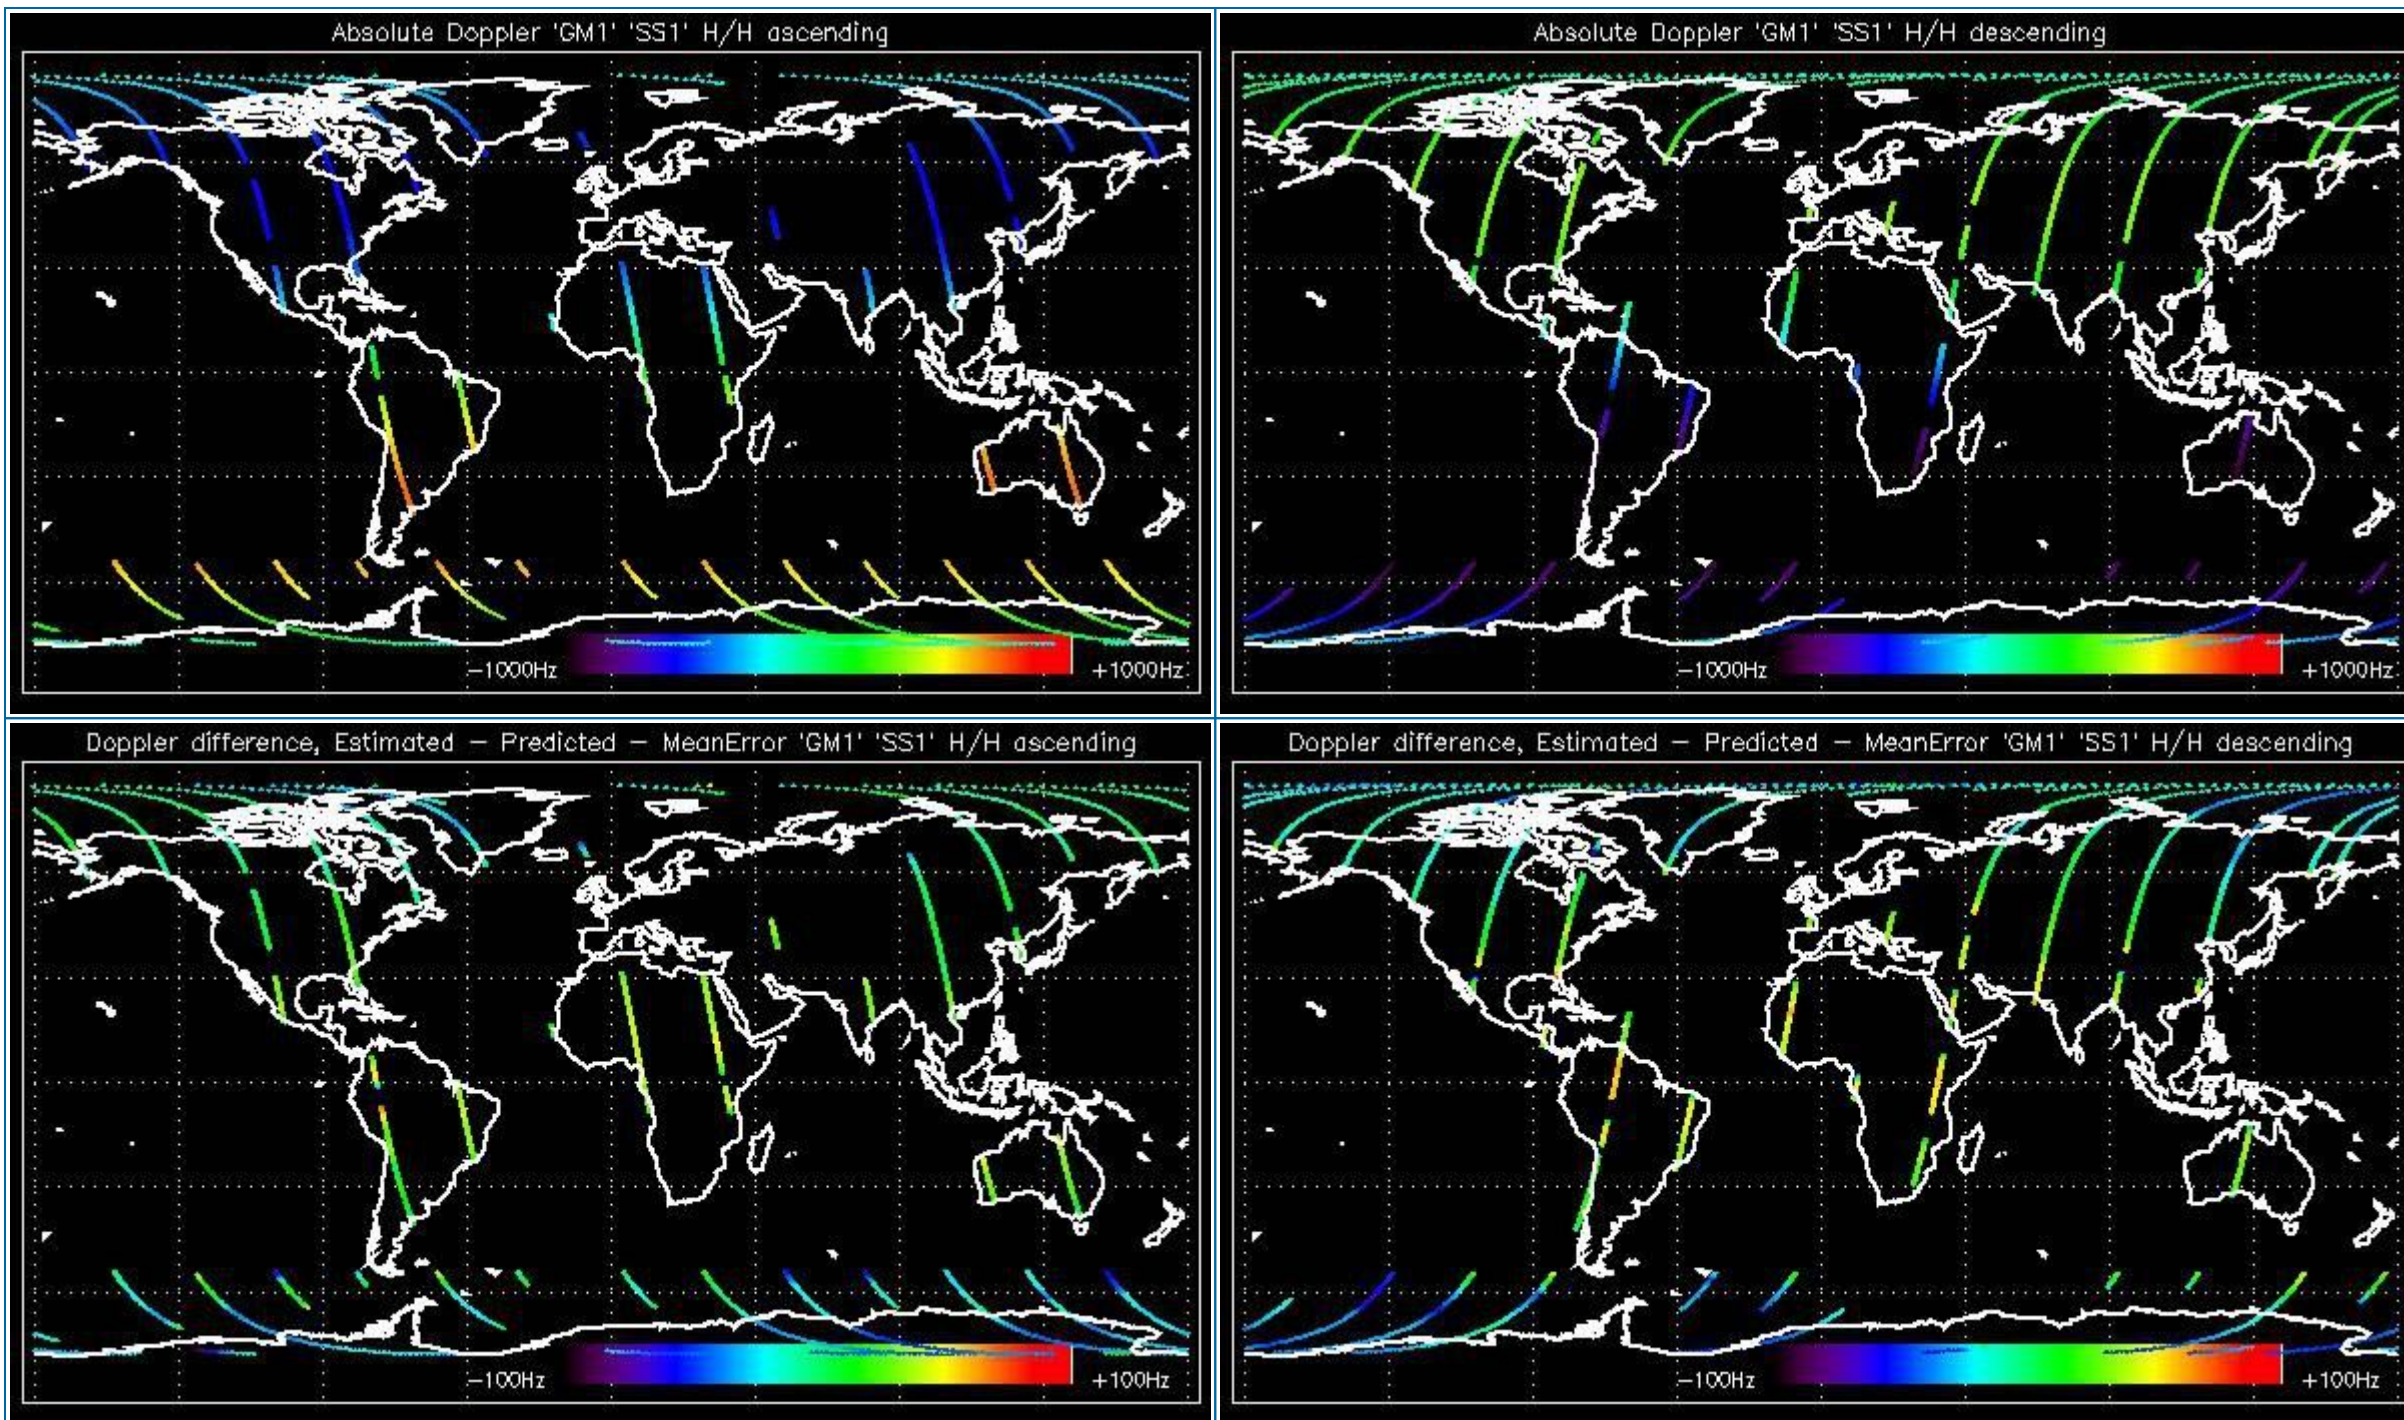 Absolute Doppler 'GM1' 'SS1' H/H ascending
−1000Hz
+1000Hz
Absolute Doppler 'GM1' 'SS1' H/H descending
−1000Hz
+1000Hz
Doppler difference, Estimated − Predicted − MeanError 'GM1' 'SS1' H/H ascending
−100Hz
+100Hz
Doppler difference, Estimated − Predicted − MeanError 'GM1' 'SS1' H/H descending
−100Hz
+100Hz